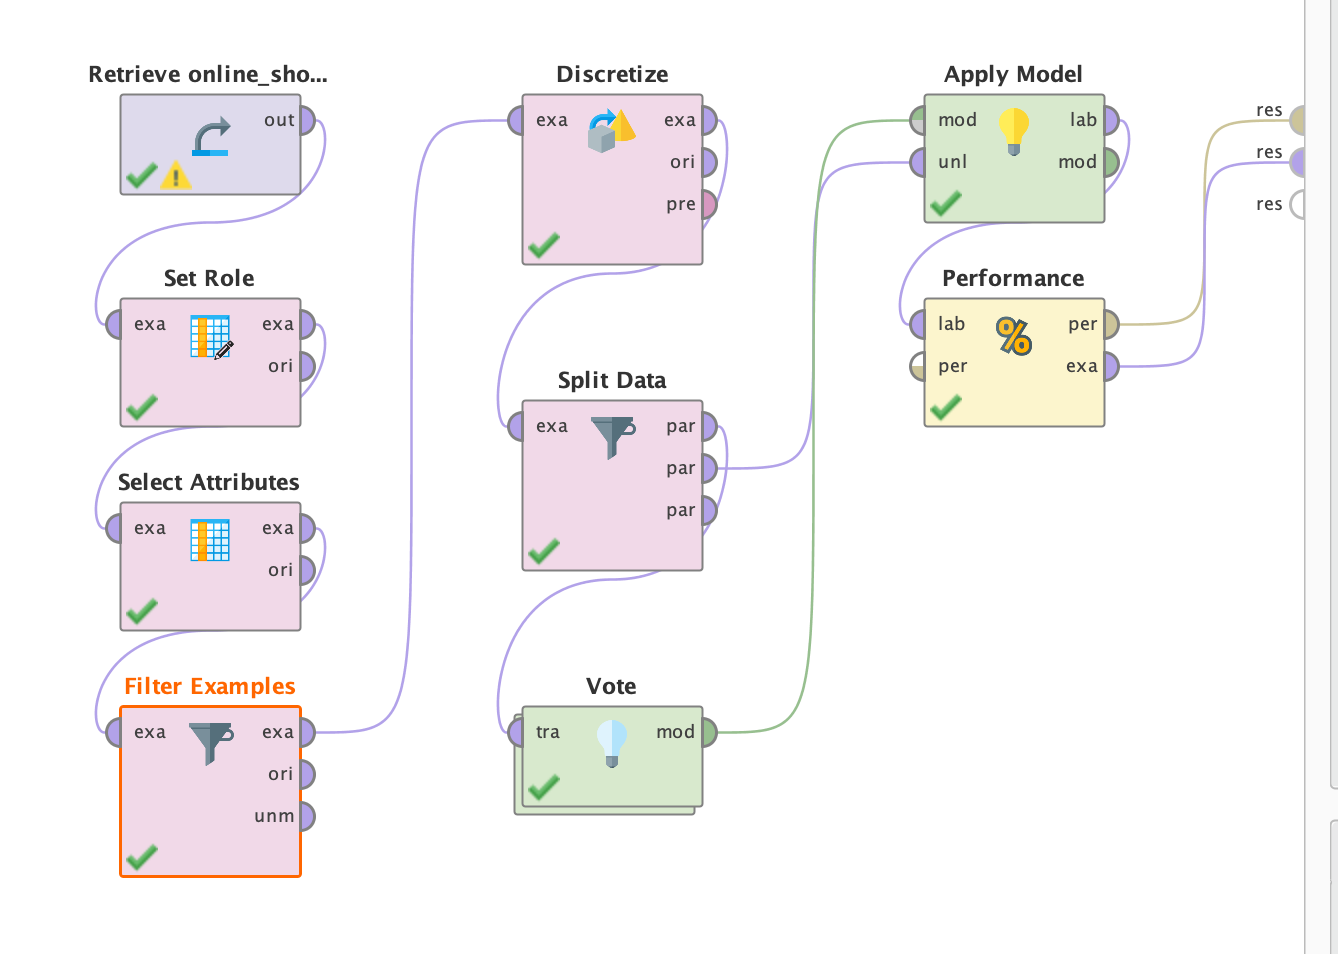 Retrieve online_sho...
out
Set Role
exa exa
ori
Select Attributes
exa exa
ori
Filter Examples
exa exa
ori
unm
Discretize
exa exa
ori
pre
Split Data
exa par
par
par
Vote
tra mod
Apply Model
mod lab
unl mod
Performance
lab per
per exa
%
res
res
res